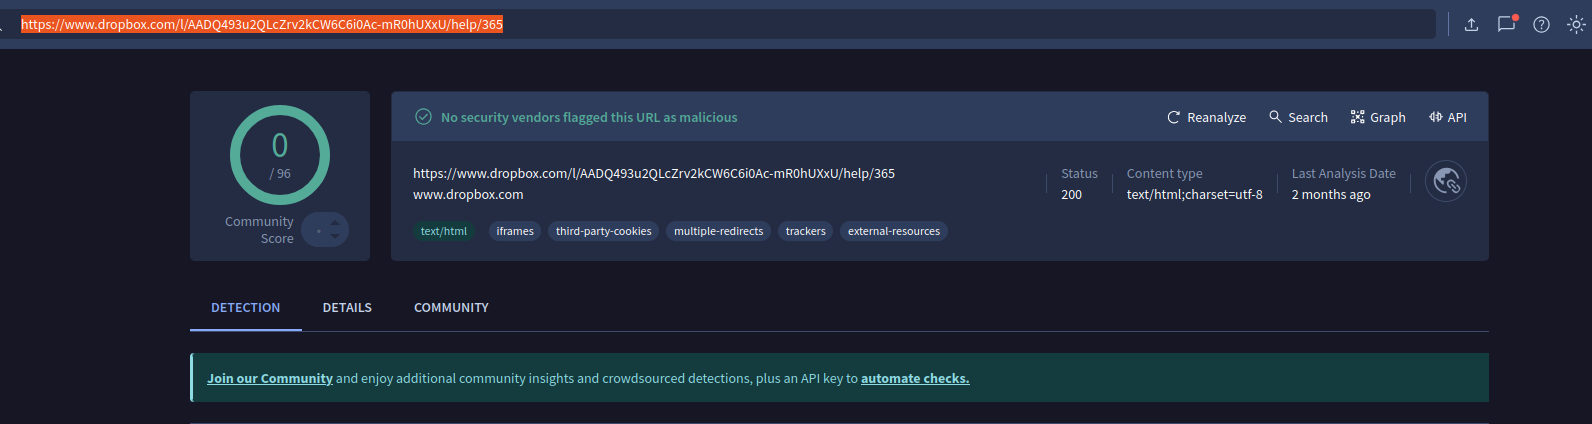 https://www.dropbox.com/l/AADQ493u2QLcZrv2kCW6C6i0Ac-mR0hUXxU/help/365
0
/ 96
Community Score
No security vendors flagged this URL as malicious
Reanalyze Search Graph API
https://www.dropbox.com/l/AADQ493u2QLcZrv2kCW6C6i0Ac-mR0hUXxU/help/365
www.dropbox.com
Status
200
Content type
text/html;charset=utf-8
Last Analysis Date
2 months ago
text/html iframes third-party-cookies multiple-redirects trackers external-resources
DETECTION DETAILS COMMUNITY
Join our Community and enjoy additional community insights and crowdsourced detections, plus an API key to automate checks.